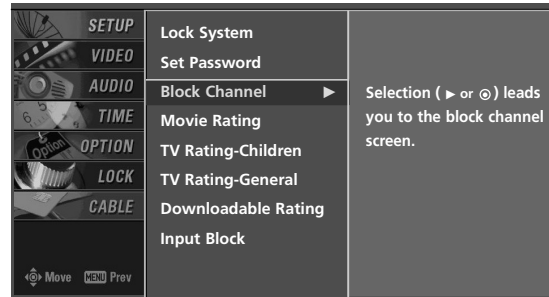 SETUP
VIDEO
AUDIO
TIME
OPTION
LOCK
CABLE
Move MENU Prev
Lock System
Set Password
Block Channel ▶
Movie Rating
TV Rating-Children
TV Rating-General
Downloadable Rating
Input Block
Selection ( ▶ or ◉ ) leads
you to the block channel
screen.
Option